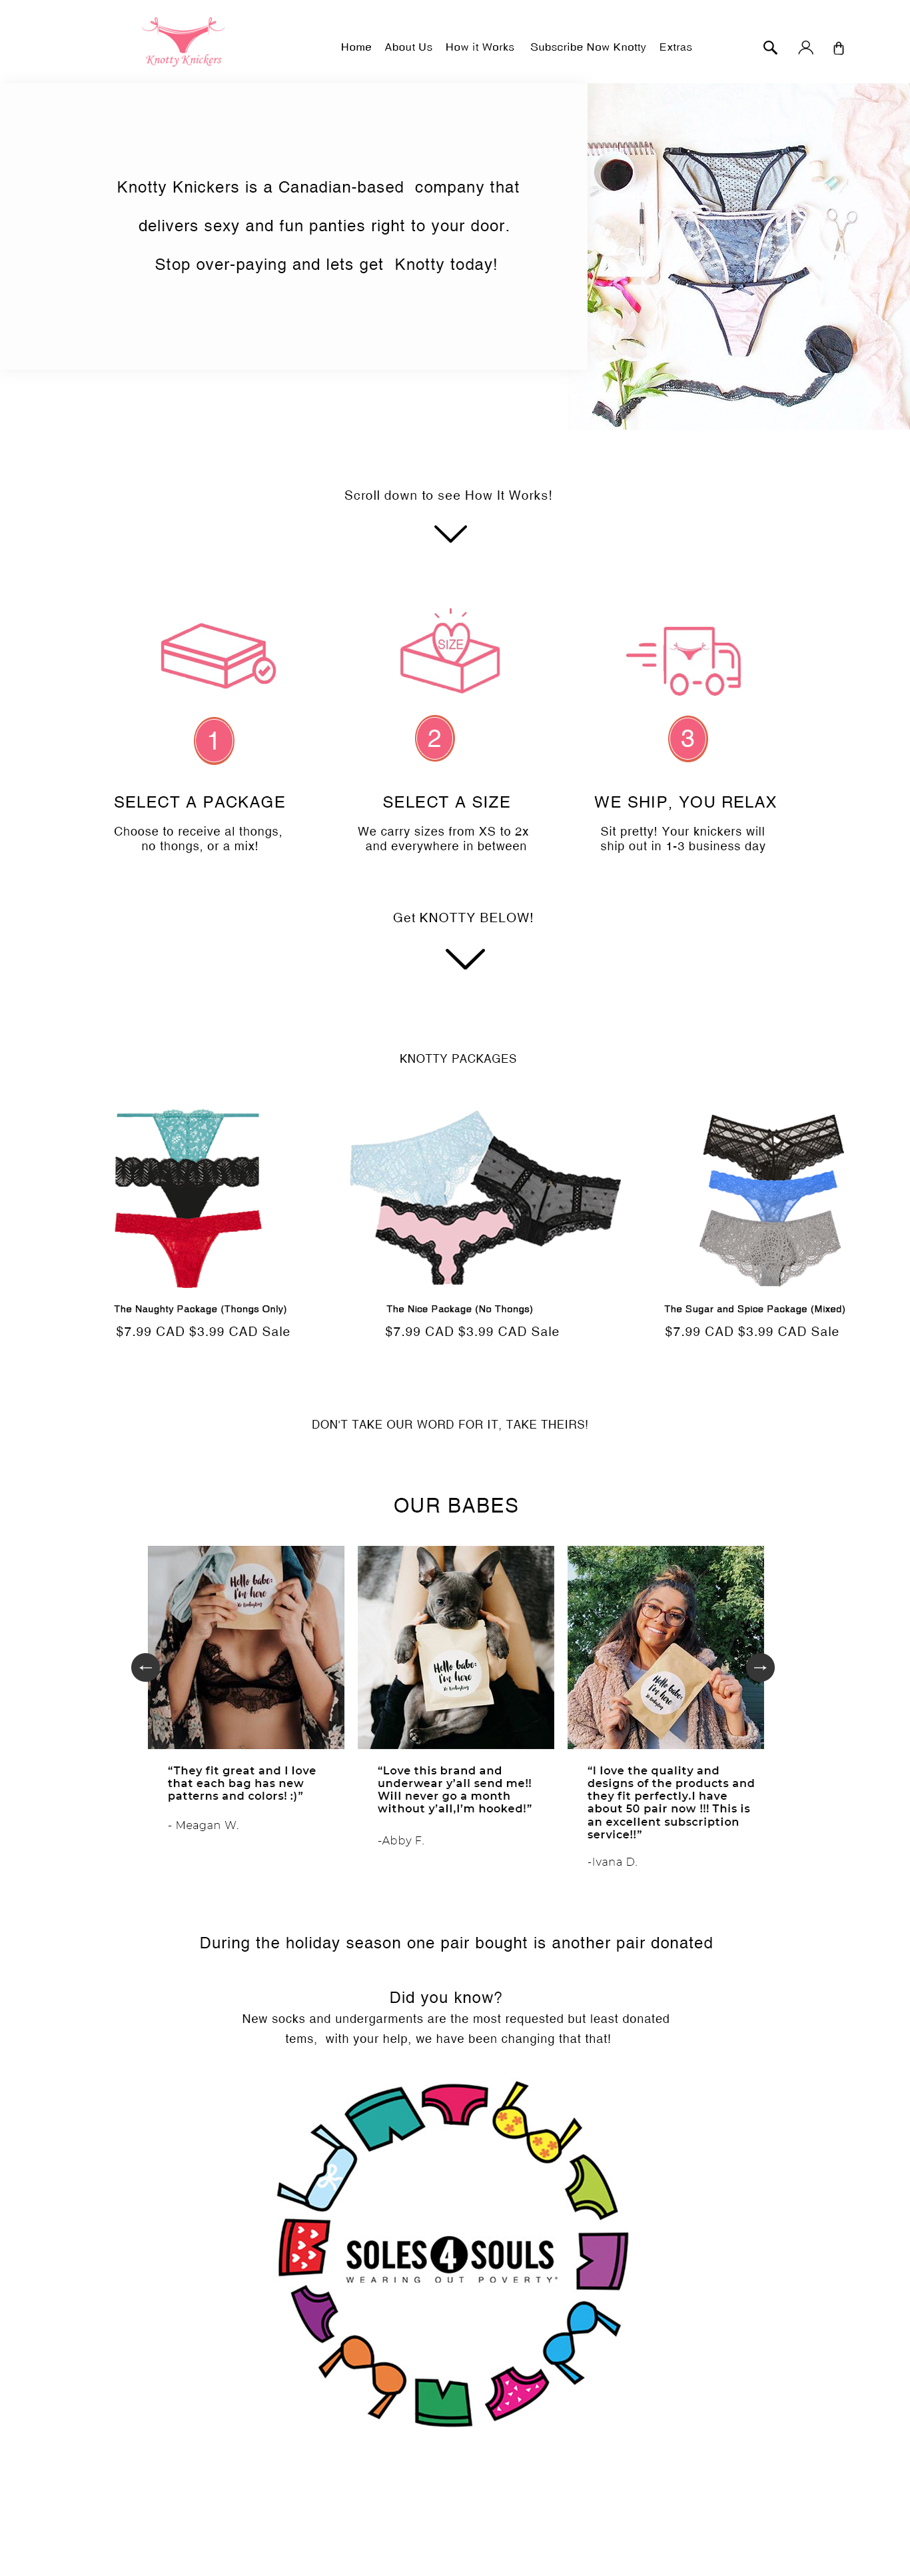 Knotty Knickers
Home About Us How it Works Subscribe Now Knotty Extras
Knotty Knickers is a Canadian-based company that
delivers sexy and fun panties right to your door.
Stop over-paying and lets get Knotty today!
Scroll down to see How It Works!
SIZE
1 2 3
SELECT A PACKAGE
Choose to receive al thongs,
no thongs, or a mix!
SELECT A SIZE
We carry sizes from XS to 2x
and everywhere in between
WE SHIP, YOU RELAX
Sit pretty! Your knickers will
ship out in 1-3 business day
Get KNOTTY BELOW!
KNOTTY PACKAGES
The Naughty Package (Thongs Only)
$7.99 CAD $3.99 CAD Sale
The Nice Package (No Thongs)
$7.99 CAD $3.99 CAD Sale
The Sugar and Spice Package (Mixed)
$7.99 CAD $3.99 CAD Sale
DON'T TAKE OUR WORD FOR IT, TAKE THEIRS!
OUR BABES
Hello babe:
I'm here
Hello babe:
I'm here
Hello babe:
I'm here
“They fit great and I love
that each bag has new
patterns and colors! :)”
- Meagan W.
“Love this brand and
underwear y’all send me!!
Will never go a month
without y’all,I’m hooked!”
-Abby F.
“I love the quality and
designs of the products and
they fit perfectly.I have
about 50 pair now !!! This is
an excellent subscription
service!!”
-Ivana D.
During the holiday season one pair bought is another pair donated
Did you know?
New socks and undergarments are the most requested but least donated
tems, with your help, we have been changing that that!
SOLES4SOULS
WEARING OUT POVERTY®